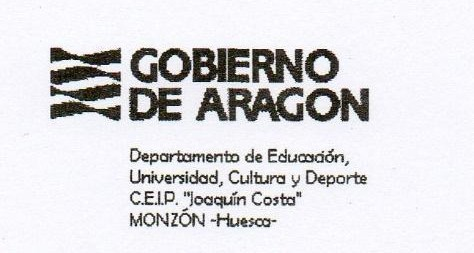 GOBIERNO
DE ARAGON
Departamento de Educación,
Universidad, Cultura y Deporte
C.E.I.P. "Joaquín Costa"
MONZÓN -Huesca-